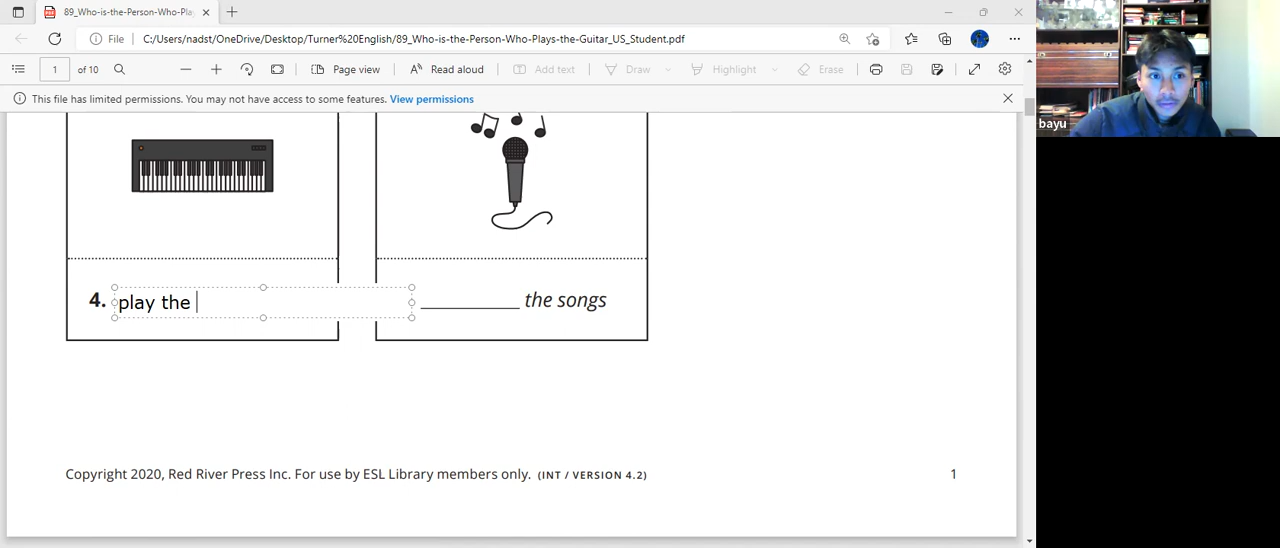 89_Who-is-the-Person-Who-Pla
File C:/Users/nadst/OneDrive/Desktop/TurnerfoxEnglish/89_Who-is-the-Person-Who-Plays-the-Guitar_US_Student.pdf
1 of 10 Page view Read aloud Add text Draw Highlight Erase
This file has limited permissions. You may not have access to some features. View permissions
bayu
4. play the
__________ the songs
Copyright 2020, Red River Press Inc. For use by ESL Library members only. (INT / VERSION 4.2) 1